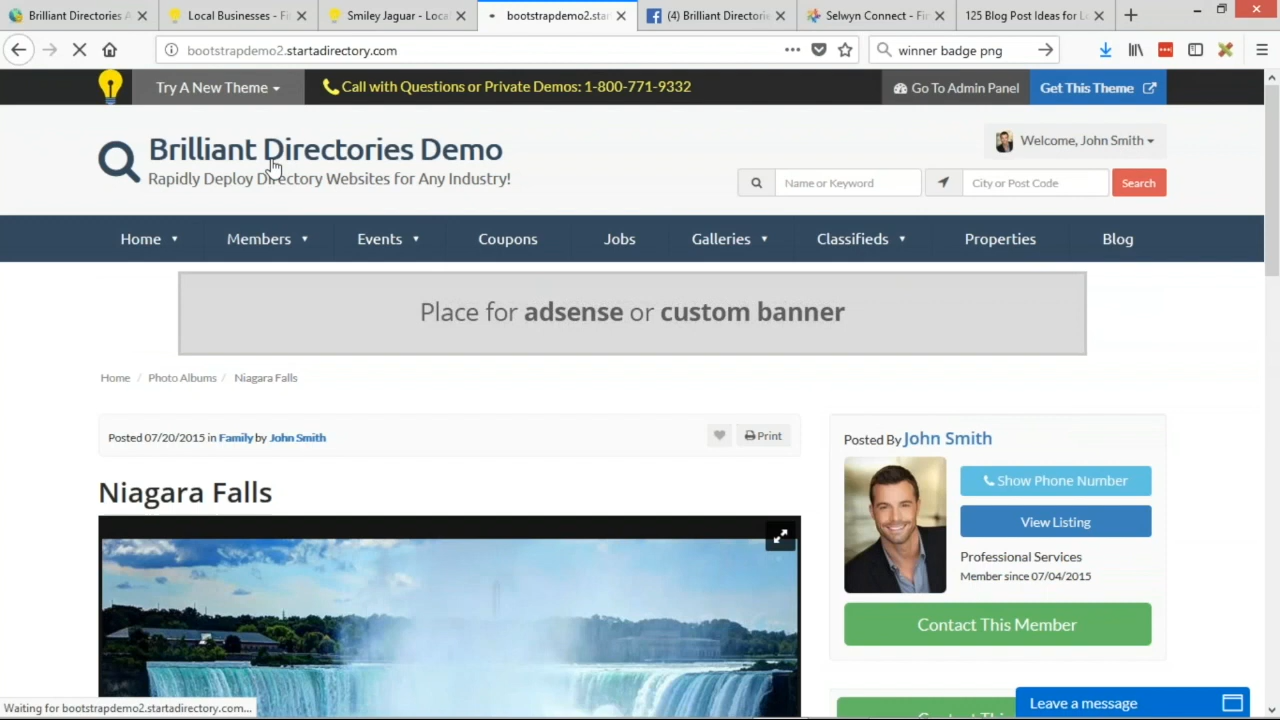 Brilliant Directories
Local Businesses - Fi
Smiley Jaguar - Loca
bootstrapdemo2.star
(4) Brilliant Directorie
Selwyn Connect - Fin
125 Blog Post Ideas for Lo
bootstrapdemo2.startadirectory.com
winner badge png
Try A New Theme
Call with Questions or Private Demos: 1-800-771-9332
Go To Admin Panel
Get This Theme
Brilliant Directories Demo
Rapidly Deploy Directory Websites for Any Industry!
Welcome, John Smith
Name or Keyword
City or Post Code
Search
Home
Members
Events
Coupons
Jobs
Galleries
Classifieds
Properties
Blog
Place for adsense or custom banner
Home / Photo Albums / Niagara Falls
Posted 07/20/2015 in Family by John Smith
Print
Niagara Falls
Posted By John Smith
Show Phone Number
View Listing
Professional Services
Member since 07/04/2015
Contact This Member
Waiting for bootstrapdemo2.startadirectory.com...
Leave a message